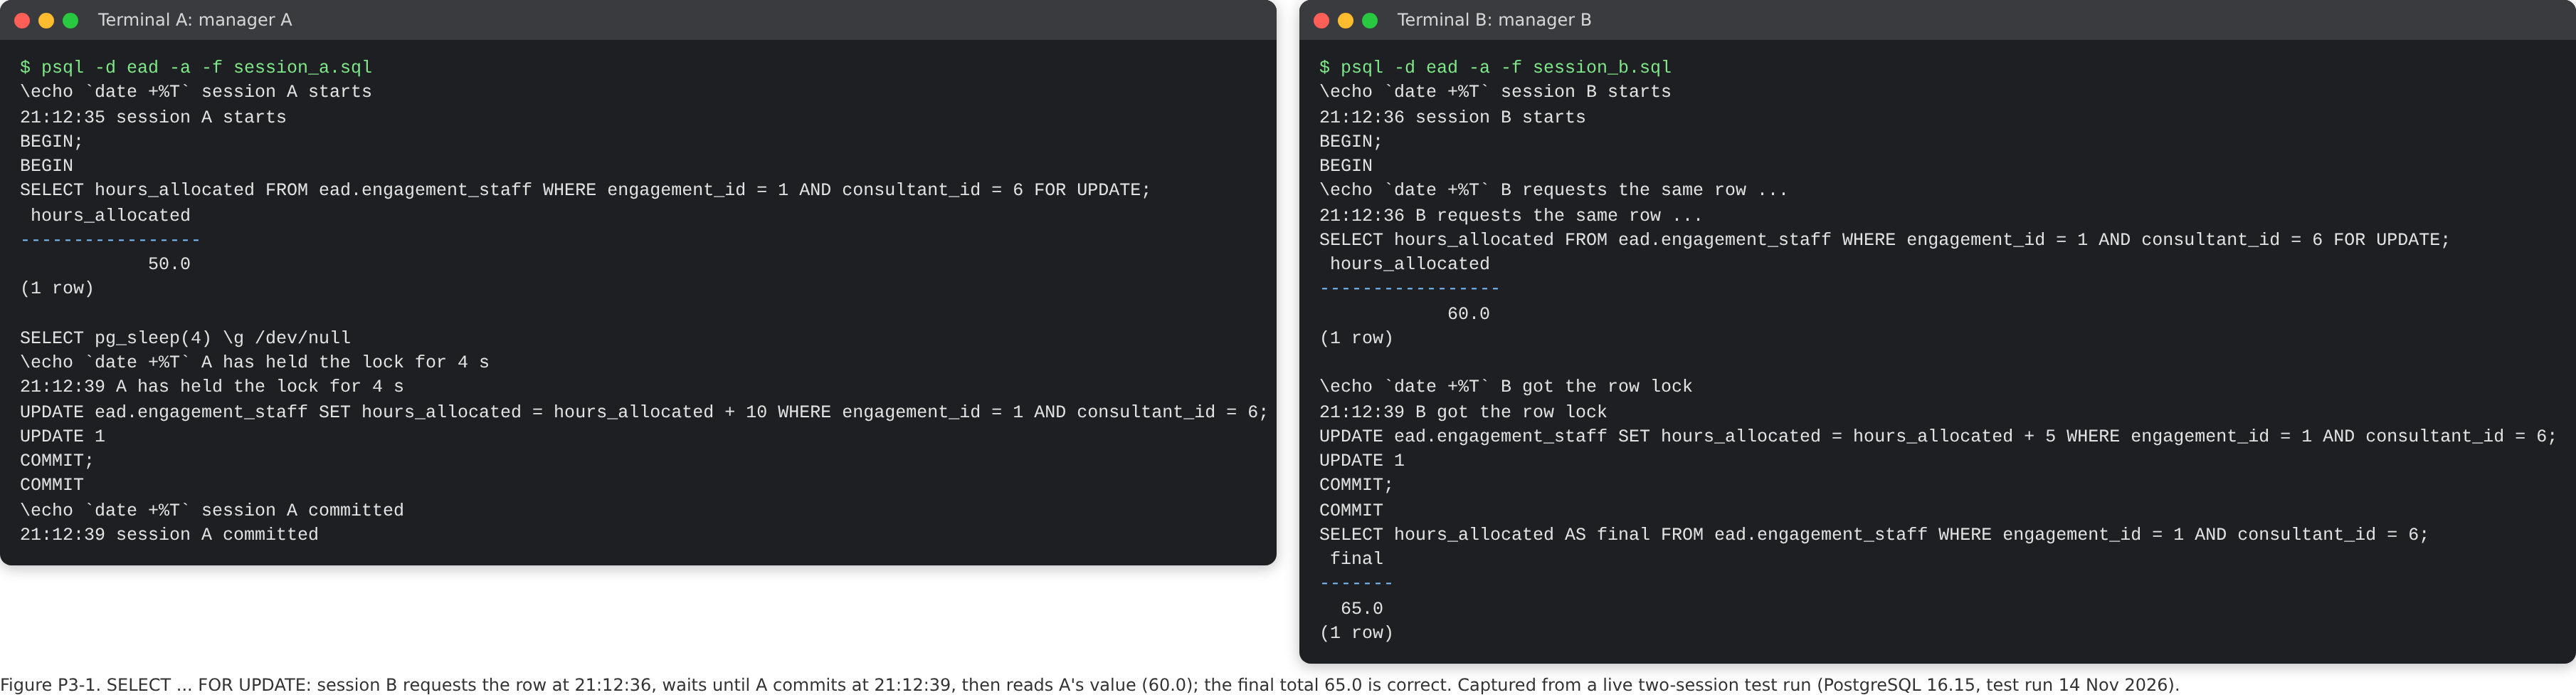 Terminal A: manager A
$ psql -d ead -a -f session_a.sql
\echo `date +%T` session A starts
21:12:35 session A starts
BEGIN;
BEGIN
SELECT hours_allocated FROM ead.engagement_staff WHERE engagement_id = 1 AND consultant_id = 6 FOR UPDATE;
 hours_allocated
-----------------
            50.0
(1 row)

SELECT pg_sleep(4) \g /dev/null
\echo `date +%T` A has held the lock for 4 s
21:12:39 A has held the lock for 4 s
UPDATE ead.engagement_staff SET hours_allocated = hours_allocated + 10 WHERE engagement_id = 1 AND consultant_id = 6;
UPDATE 1
COMMIT;
COMMIT
\echo `date +%T` session A committed
21:12:39 session A committed
Terminal B: manager B
$ psql -d ead -a -f session_b.sql
\echo `date +%T` session B starts
21:12:36 session B starts
BEGIN;
BEGIN
\echo `date +%T` B requests the same row ...
21:12:36 B requests the same row ...
SELECT hours_allocated FROM ead.engagement_staff WHERE engagement_id = 1 AND consultant_id = 6 FOR UPDATE;
 hours_allocated
-----------------
            60.0
(1 row)

\echo `date +%T` B got the row lock
21:12:39 B got the row lock
UPDATE ead.engagement_staff SET hours_allocated = hours_allocated + 5 WHERE engagement_id = 1 AND consultant_id = 6;
UPDATE 1
COMMIT;
COMMIT
SELECT hours_allocated AS final FROM ead.engagement_staff WHERE engagement_id = 1 AND consultant_id = 6;
 final
-------
  65.0
(1 row)
Figure P3-1. SELECT ... FOR UPDATE: session B requests the row at 21:12:36, waits until A commits at 21:12:39, then reads A's value (60.0); the final total 65.0 is correct. Captured from a live two-session test run (PostgreSQL 16.15, test run 14 Nov 2026).